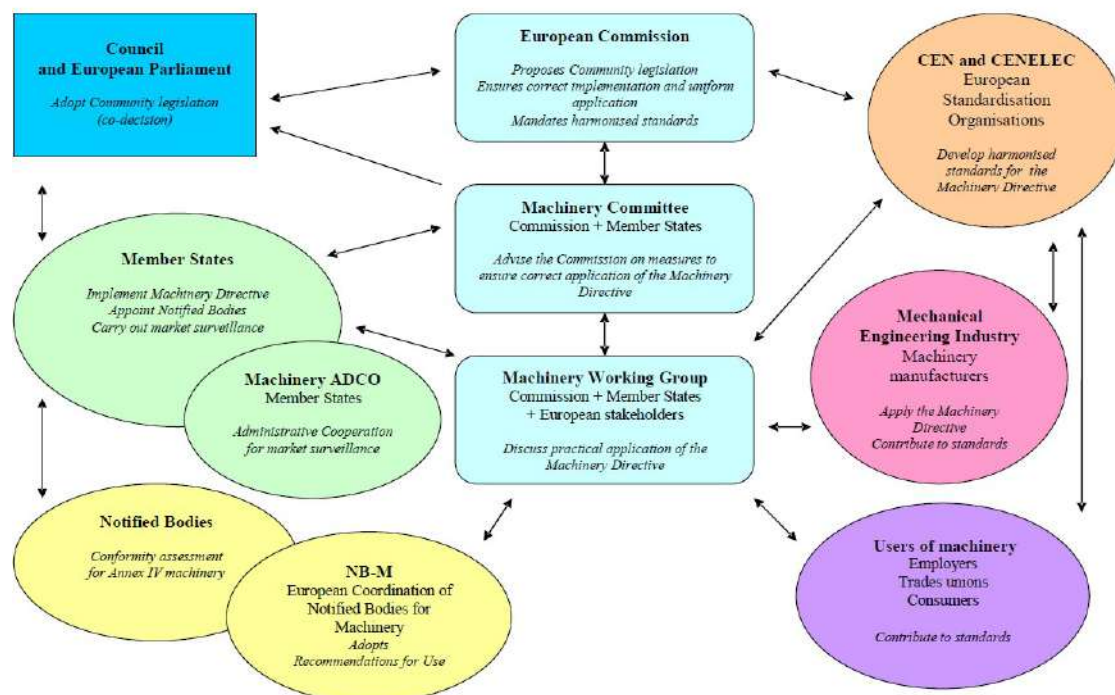 Council
and European Parliament
Adopt Community legislation
(co-decision)
European Commission
Proposes Community legislation
Ensures correct implementation and uniform
application
Mandates harmonised standards
CEN and CENELEC
European
Standardisation
Organisations
Develop harmonised
standards for the
Machinery Directive
Machinery Committee
Commission + Member States
Advise the Commission on measures to
ensure correct application of the Machinery
Directive
Member States
Implement Machinery Directive
Appoint Notified Bodies
Carry out market surveillance
Mechanical
Engineering Industry
Machinery
manufacturers
Apply the Machinery
Directive
Contribute to standards
Machinery ADCO
Member States
Administrative Cooperation
for market surveillance
Machinery Working Group
Commission + Member States
+ European stakeholders
Discuss practical application of the
Machinery Directive
Notified Bodies
Conformity assessment
for Annex IV machinery
NB-M
European Coordination of
Notified Bodies for
Machinery
Adopts
Recommendations for Use
Users of machinery
Employers
Trades unions
Consumers
Contribute to standards